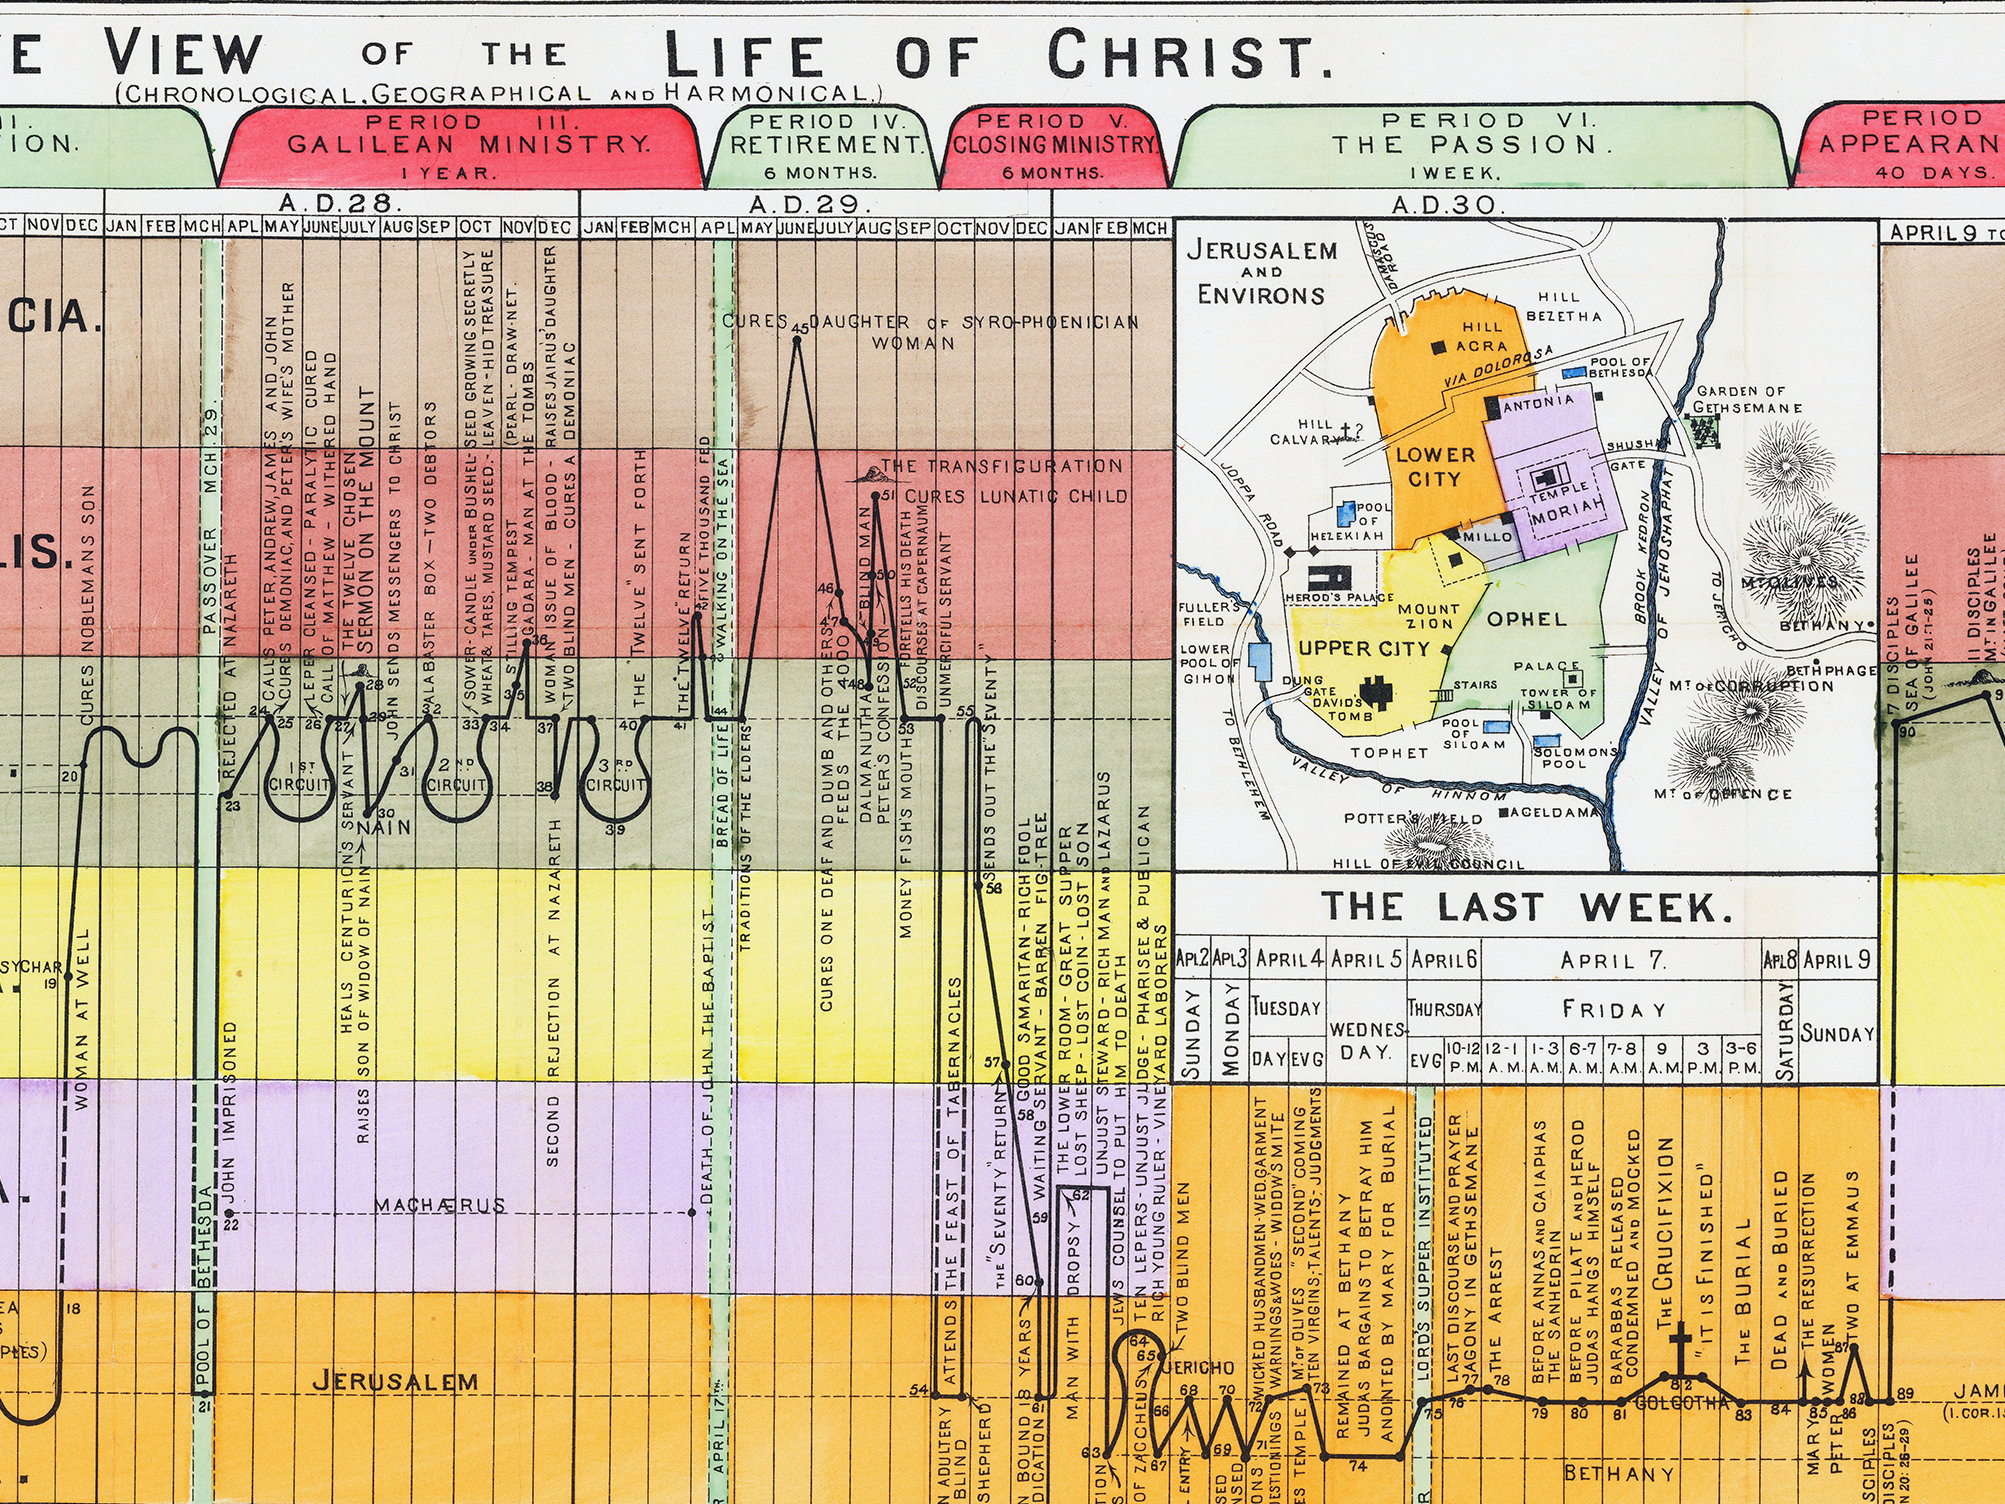 E VIEW OF THE LIFE OF CHRIST.
(CHRONOLOGICAL, GEOGRAPHICAL AND HARMONICAL.)
TION.
PERIOD III.
GALILEAN MINISTRY.
1 YEAR.
PERIOD IV.
RETIREMENT.
6 MONTHS.
PERIOD V.
CLOSING MINISTRY.
6 MONTHS.
PERIOD VI.
THE PASSION.
1 WEEK.
PERIOD
APPEARAN
40 DAYS.
A.D.28.
A.D.29.
A.D.30.
CT NOV DEC JAN FEB MCH APL MAY JUNE JULY AUG SEP OCT NOV DEC JAN FEB MCH APL MAY JUNE JULY AUG SEP OCT NOV DEC JAN FEB MCH
APRIL 9 TO
CIA.
LIS.
SYCHAR
19
WOMAN AT WELL
18
20
CURES NOBLEMANS SON
PASSOVER MCH. 29.
POOL OF BETHESDA
21
REJECTED AT NAZARETH
23
JOHN IMPRISONED
22
MACHÆRUS
24
CALLS PETER, ANDREW, JAMES AND JOHN
25
CURES DEMONIAC, AND PETER'S WIFE'S MOTHER
1ST CIRCUIT
26
LEPER CLEANSED - PARALYTIC CURED
CALL OF MATTHEW - WITHERED HAND
27
THE TWELVE CHOSEN
SERMON ON THE MOUNT
28
29
HEALS CENTURION'S SERVANT
RAISES SON OF WIDOW OF NAIN
30
NAIN
JOHN SENDS MESSENGERS TO CHRIST
31
ALABASTER BOX - TWO DEBTORS
32
2ND CIRCUIT
33
SOWER - CANDLE UNDER BUSHEL - SEED GROWING SECRETLY
WHEAT & TARES, MUSTARD SEED - LEAVEN - HID TREASURE
34
(PEARL - DRAW-NET.
STILLING TEMPEST
35
GADARA - MAN AT THE TOMBS
36
WOMAN ISSUE OF BLOOD - RAISES JAIRUS' DAUGHTER
37
TWO BLIND MEN - CURES A DEMONIAC
38
SECOND REJECTION AT NAZARETH
3RD CIRCUIT
39
40
THE "TWELVE" SENT FORTH
41
THE "TWELVE" RETURN
FIVE THOUSAND FED
WALKING ON THE SEA
44
BREAD OF LIFE
DEATH OF JOHN THE BAPTIST
APRIL 17TH.
TRADITIONS OF THE ELDERS
CURES DAUGHTER OF SYRO-PHOENICIAN
WOMAN
45
46
CURES ONE DEAF AND DUMB AND OTHERS
47
FEEDS THE 4000
48
DALMANUTHA
BLIND MAN
49
PETER'S CONFESSION
50
THE TRANSFIGURATION
51
CURES LUNATIC CHILD
FORETELLS HIS DEATH
52
DISCOURSES AT CAPERNAUM
53
MONEY FISHS MOUTH
UNMERCIFUL SERVANT
54
ATTENDS THE FEAST OF TABERNACLES
N ADULTERY
BLIND
SHEPHERD
55
SENDS OUT THE "SEVENTY"
56
57
THE "SEVENTY" RETURN
58
GOOD SAMARITAN - RICH FOOL
59
WAITING SERVANT - BARREN FIG-TREE
60
N BOUND 18 YEARS
61
DICATION
MAN WITH DROPSY
62
THE LOWER ROOM - GREAT SUPPER
LOST SHEEP - LOST COIN - LOST SON
UNJUST STEWARD - RICH MAN AND LAZARUS
JEWS COUNSEL TO PUT HIM TO DEATH
63
TEN LEPERS - UNJUST JUDGE - PHARISEE & PUBLICAN
64
RICH YOUNG RULER - VINEYARD LABORERS
65
TWO BLIND MEN
JERICHO
OF ZACCHEUS
66
67
L ENTRY
68
69
70
71
72
WICKED HUSBANDMEN - WED. GARMENT
WARNINGS & WOES - WIDOW'S MITE
MT. OF OLIVES "SECOND" COMING
TEN VIRGINS: TALENTS: JUDGMENTS
73
ES TEMPLE
74
REMAINED AT BETHANY
JUDAS BARGAINS TO BETRAY HIM
ANOINTED BY MARY FOR BURIAL
JERUSALEM
BETHANY
JERUSALEM
AND
ENVIRONS
DAMASCUS ROAD
HILL
BEZETHA
HILL
ACRA
VIA DOLOROSA
POOL OF
BETHESDA
GARDEN OF
GETHSEMANE
ANTONIA
HILL
CALVARY?
LOWER
CITY
SHUSHAN
GATE
TEMPLE
MORIAH
JOPPA ROAD
POOL
OF
HEZEKIAH
MILLO
HEROD'S PALACE
FULLER'S
FIELD
MOUNT
ZION
OPHEL
UPPER CITY
BROOK KEDRON
VALLEY OF JEHOSHAPHAT
TO JERICHO
MT. OLIVES
BETHANY
BETHPHAGE
LOWER
POOL OF
GIHON
DUNG
GATE
DAVIDS
TOMB
STAIRS
PALACE
TOWER OF
SILOAM
MT. OF CORRUPTION
POOL
OF
SILOAM
SOLOMONS
POOL
TOPHET
TO BETHLEHEM
VALLEY OF HINNOM
MT. OF OFFENCE
POTTER'S FIELD
ACELDAMA
HILL OF EVIL COUNCIL
THE LAST WEEK.
APL 2 APL 3 APRIL 4 APRIL 5 APRIL 6 APRIL 7. APL 8 APRIL 9
SUNDAY MONDAY TUESDAY WEDNES-DAY. THURSDAY FRIDAY SATURDAY SUNDAY
DAY EVG EVG 10-12 P.M. 12-1 A.M. 1-3 A.M. 6-7 A.M. 7-8 A.M. 9 A.M. 3 P.M. 3-6 P.M.
LORD'S SUPPER INSTITUTED
75
LAST DISCOURSE AND PRAYER
76
AGONY IN GETHSEMANE
77
THE ARREST
78
BEFORE ANNAS AND CAIAPHAS
THE SANHEDRIN
79
BEFORE PILATE AND HEROD
JUDAS HANGS HIMSELF
80
BARABBAS RELEASED
CONDEMNED AND MOCKED
81
THE CRUCIFIXION
82
GOLGOTHA
"IT IS FINISHED"
THE BURIAL
83
DEAD AND BURIED
84
THE RESURRECTION
85
MARY
WOMEN
PETER
86
TWO AT EMMAUS
87
88
89
SCIPLES
DISCIPLES
N 20: 26-29)
JAM
(1.COR.15
7 DISCIPLES
SEA OF GALILEE
(JOHN 21:1-25)
90
11 DISCIPLES
MT. IN GALILEE
9